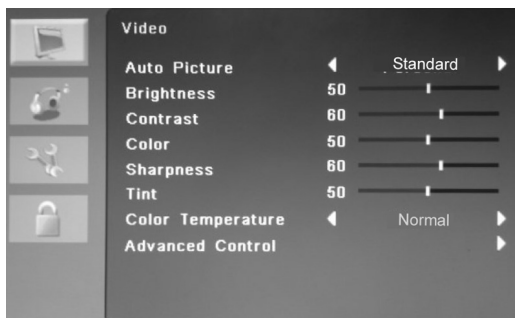 Video
Auto Picture Standard
Brightness 50
Contrast 60
Color 50
Sharpness 60
Tint 50
Color Temperature Normal
Advanced Control